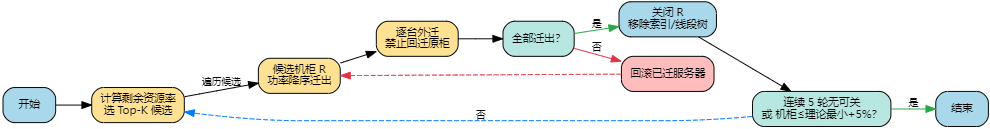 开始
计算剩余资源率
选 Top-K 候选
遍历候选
候选机柜 R
功率降序迁出
逐台外迁
禁止回迁原柜
全部迁出?
是
关闭 R
移除索引/线段树
否
回滚已迁服务器
连续 5 轮无可关
或 机柜≤理论最小+5%?
否
是
结束